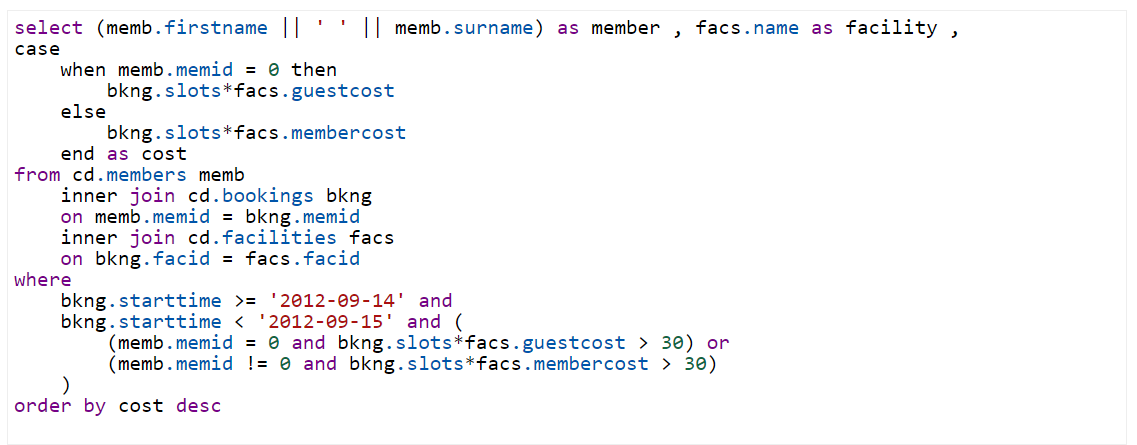 select (memb.firstname || ' ' || memb.surname) as member , facs.name as facility ,
case
    when memb.memid = 0 then
        bkng.slots*facs.guestcost
    else
        bkng.slots*facs.membercost
    end as cost
from cd.members memb
    inner join cd.bookings bkng
    on memb.memid = bkng.memid
    inner join cd.facilities facs
    on bkng.facid = facs.facid
where
    bkng.starttime >= '2012-09-14' and
    bkng.starttime < '2012-09-15' and (
        (memb.memid = 0 and bkng.slots*facs.guestcost > 30) or
        (memb.memid != 0 and bkng.slots*facs.membercost > 30)
    )
order by cost desc